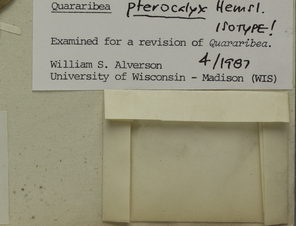 Quararibea pterocalyx Hemsl.
ISOTYPE!
Examined for a revision of Quararibea.
William S. Alverson 4/1987
University of Wisconsin - Madison (WIS)